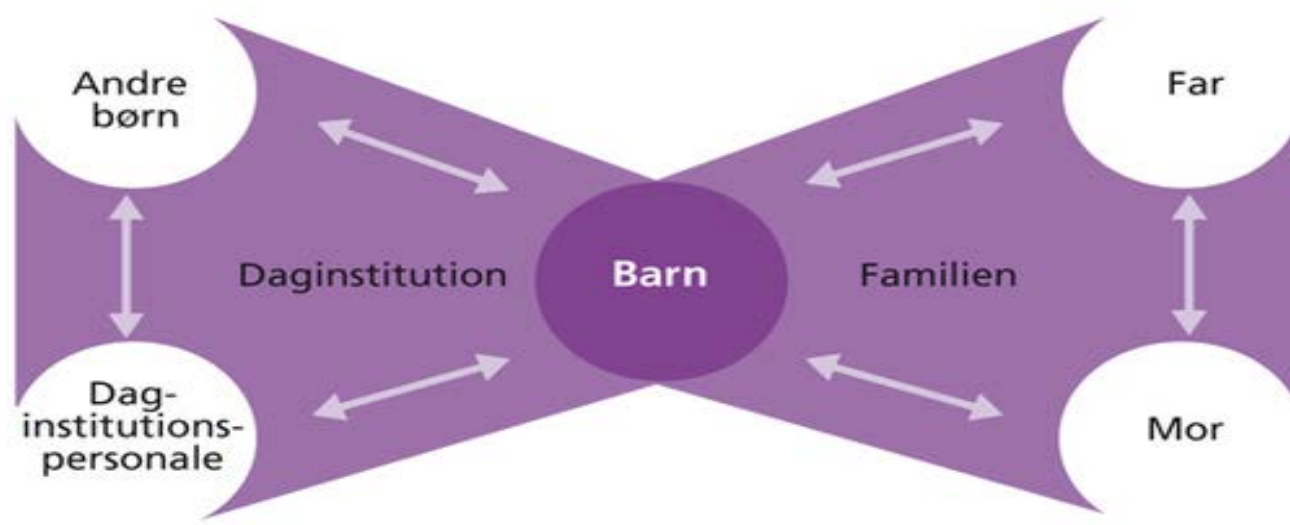 Andre
børn
Far
Daginstitution
Barn
Familien
Dag-
institutions-
personale
Mor